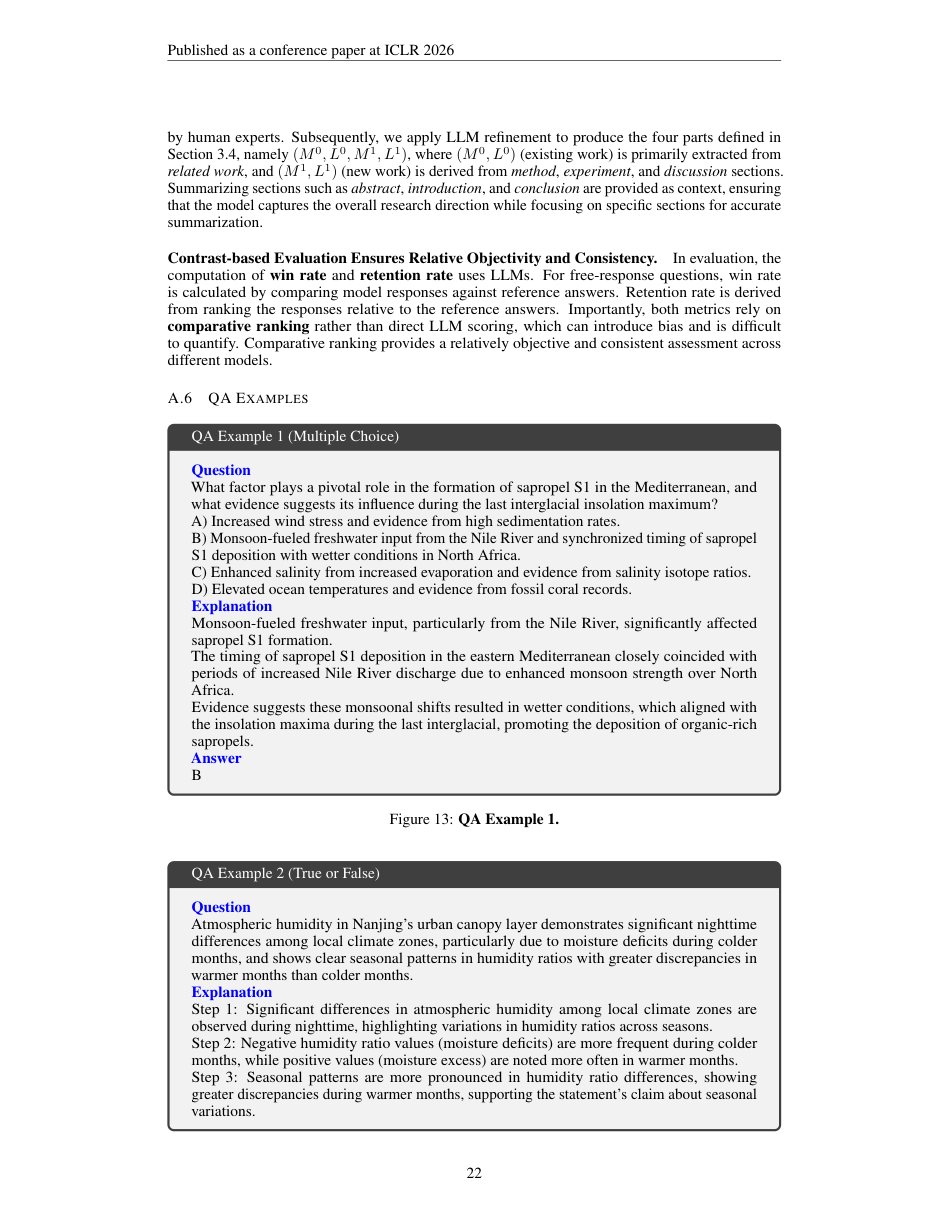 Published as a conference paper at ICLR 2026
by human experts. Subsequently, we apply LLM refinement to produce the four parts defined in
Section 3.4, namely (M⁰, L⁰, M¹, L¹), where (M⁰, L⁰) (existing work) is primarily extracted from
related work, and (M¹, L¹) (new work) is derived from method, experiment, and discussion sections.
Summarizing sections such as abstract, introduction, and conclusion are provided as context, ensuring
that the model captures the overall research direction while focusing on specific sections for accurate
summarization.
Contrast-based Evaluation Ensures Relative Objectivity and Consistency. In evaluation, the
computation of win rate and retention rate uses LLMs. For free-response questions, win rate
is calculated by comparing model responses against reference answers. Retention rate is derived
from ranking the responses relative to the reference answers. Importantly, both metrics rely on
comparative ranking rather than direct LLM scoring, which can introduce bias and is difficult
to quantify. Comparative ranking provides a relatively objective and consistent assessment across
different models.
A.6 QA EXAMPLES
QA Example 1 (Multiple Choice)
Question
What factor plays a pivotal role in the formation of sapropel S1 in the Mediterranean, and
what evidence suggests its influence during the last interglacial insolation maximum?
A) Increased wind stress and evidence from high sedimentation rates.
B) Monsoon-fueled freshwater input from the Nile River and synchronized timing of sapropel
S1 deposition with wetter conditions in North Africa.
C) Enhanced salinity from increased evaporation and evidence from salinity isotope ratios.
D) Elevated ocean temperatures and evidence from fossil coral records.
Explanation
Monsoon-fueled freshwater input, particularly from the Nile River, significantly affected
sapropel S1 formation.
The timing of sapropel S1 deposition in the eastern Mediterranean closely coincided with
periods of increased Nile River discharge due to enhanced monsoon strength over North
Africa.
Evidence suggests these monsoonal shifts resulted in wetter conditions, which aligned with
the insolation maxima during the last interglacial, promoting the deposition of organic-rich
sapropels.
Answer
B
Figure 13: QA Example 1.
QA Example 2 (True or False)
Question
Atmospheric humidity in Nanjing's urban canopy layer demonstrates significant nighttime
differences among local climate zones, particularly due to moisture deficits during colder
months, and shows clear seasonal patterns in humidity ratios with greater discrepancies in
warmer months than colder months.
Explanation
Step 1: Significant differences in atmospheric humidity among local climate zones are
observed during nighttime, highlighting variations in humidity ratios across seasons.
Step 2: Negative humidity ratio values (moisture deficits) are more frequent during colder
months, while positive values (moisture excess) are noted more often in warmer months.
Step 3: Seasonal patterns are more pronounced in humidity ratio differences, showing
greater discrepancies during warmer months, supporting the statement's claim about seasonal
variations.
22